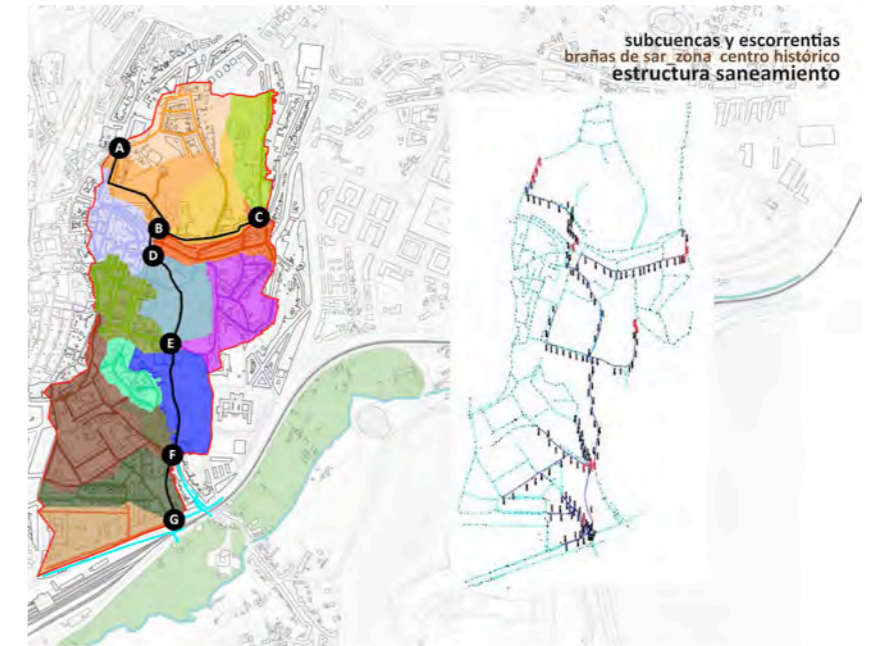 subcuencas y escorrentias
brañas de sar_zona centro histórico
estructura saneamiento
A
C
B
D
E
F
G